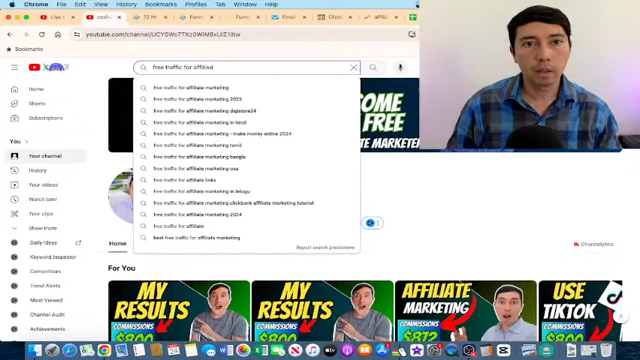 Chrome File Edit View History Bookmarks Profiles Tab
Live
72 H
Funn
Funne
Email
affilia
youtube.com/channel/
Bookmarks
free traffic for affiliae
free traffic for affiliate marketing
free traffic for affiliate marketing 2023
free traffic for affiliate marketing digistore24
free traffic for affiliate marketing in hindi
free traffic for affiliate marketing - make money online 2024
free traffic for affiliate marketing tamil
free traffic for affiliate marketing bangla
free traffic for affiliate marketing usa
free traffic for affiliate links
free traffic for affiliate marketing in telugu
free traffic for affiliate marketing clickbank affiliate marketing tutorial
free traffic for affiliate marketing 2024
free traffic for affiliate
best free traffic for affiliate marketing
Report search predictions
Home
Shorts
Subscriptions
You
Your channel
History
Your videos
Watch later
Your clips
Show more
Daily Ideas
Keyword Inspector
Competitors
Trend Alerts
Most Viewed
Channel Audit
Achievements
SOME
FREE
AFFILIATE MARKETER
Home
Channelytics
For You
MY
RESULTS
COMMISSIONS
$800
MY
RESULTS
COMMISSIONS
$800
AFFILIATE
MARKETING
COMMISSIONS
$872
USE
TIKTOK
COMMISSIONS
$800